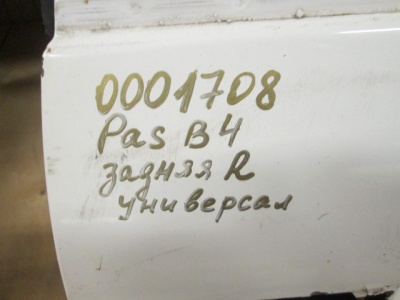 0001708
Pas B4
задняя R
универсал